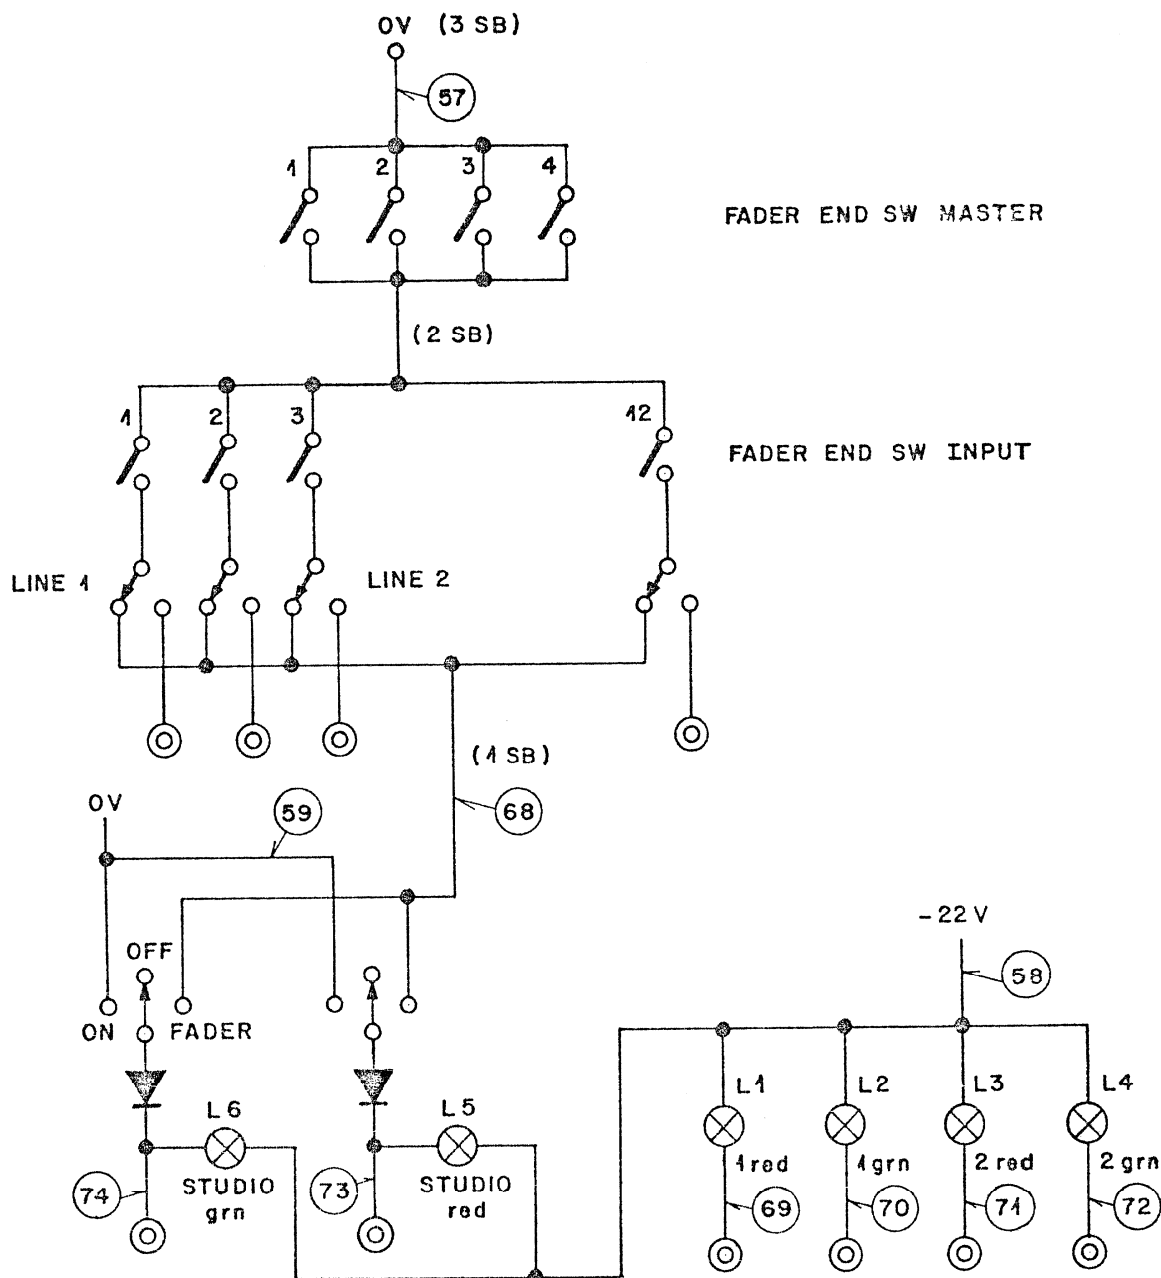 0V (3 SB)
57
1 2 3 4
FADER END SW MASTER
(2 SB)
1 2 3 12
FADER END SW INPUT
LINE 1 LINE 2
(1 SB)
0V 59 68
-22 V
OFF
58
ON FADER
L6 L5 L1 L2 L3 L4
1 red 1 grn 2 red 2 grn
74 STUDIO 73 STUDIO 69 70 71 72
grn red